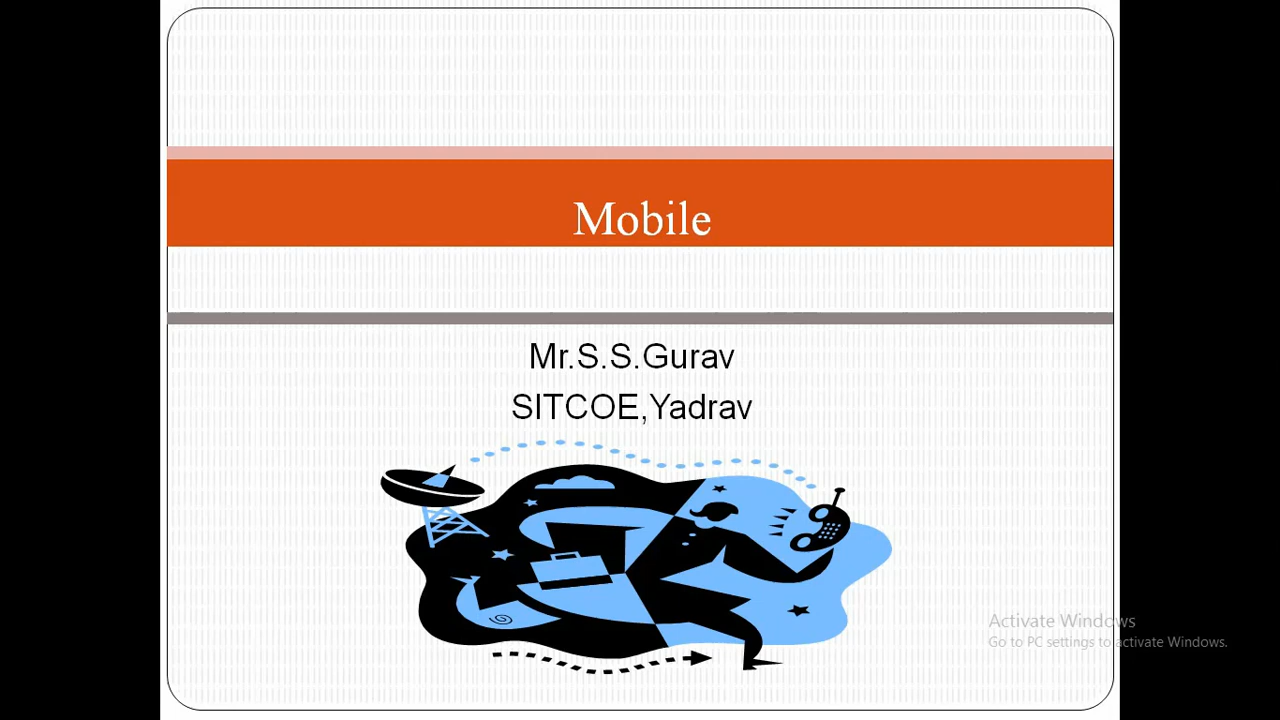 Mobile
Mr.S.S.Gurav
SITCOE,Yadrav
Activate Windows
Go to PC settings to activate Windows.